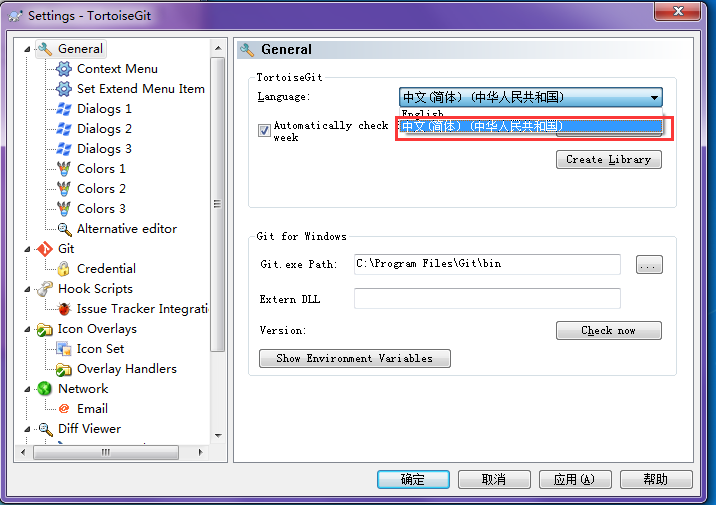 Settings - TortoiseGit
General
Context Menu
Set Extend Menu Item
Dialogs 1
Dialogs 2
Dialogs 3
Colors 1
Colors 2
Colors 3
Alternative editor
Git
Credential
Hook Scripts
Issue Tracker Integrati
Icon Overlays
Icon Set
Overlay Handlers
Network
Email
Diff Viewer
General
TortoiseGit
Language:
中文(简体) (中华人民共和国)
English
中文(简体) (中华人民共和国)
Automatically check
week
Create Library
Git for Windows
Git.exe Path:
C:\Program Files\Git\bin
...
Extern DLL
Version:
Check now
Show Environment Variables
确定
取消
应用(A)
帮助